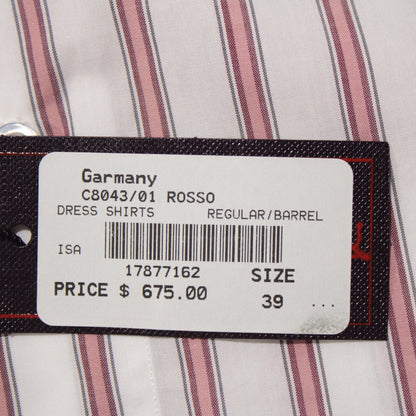 Garmany
C8043/01 ROSSO
DRESS SHIRTS REGULAR/BARREL
ISA
17877162 SIZE
PRICE $ 675.00 39 ...